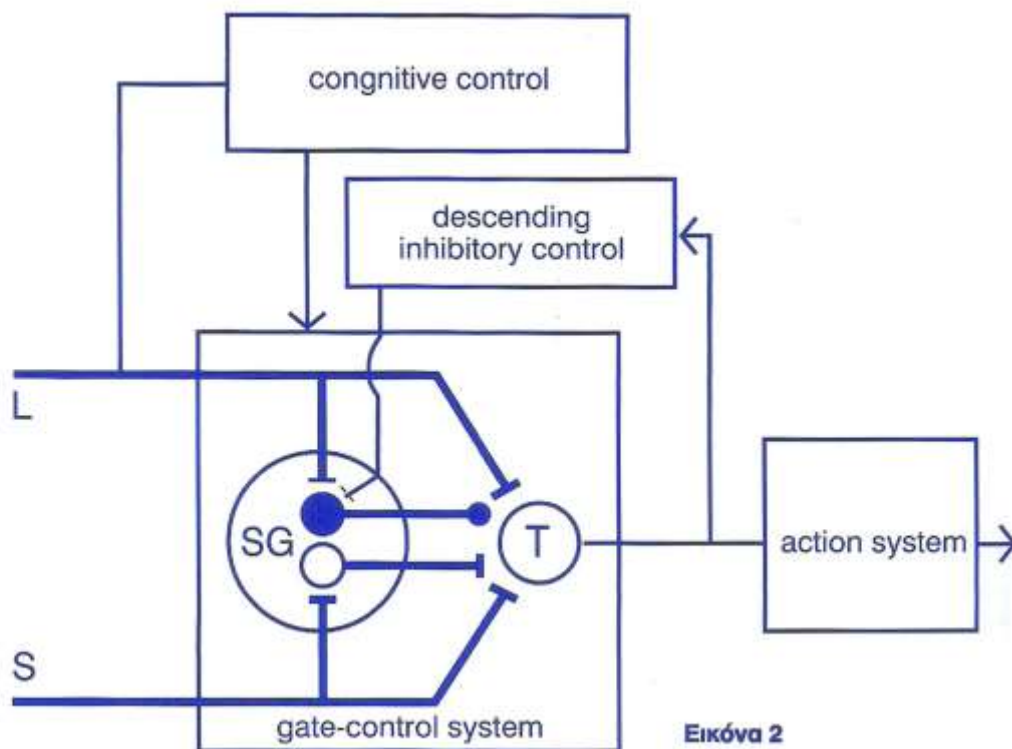 congnitive control
descending
inhibitory control
L
SG
T
action system
S
gate-control system
Εικόνα 2